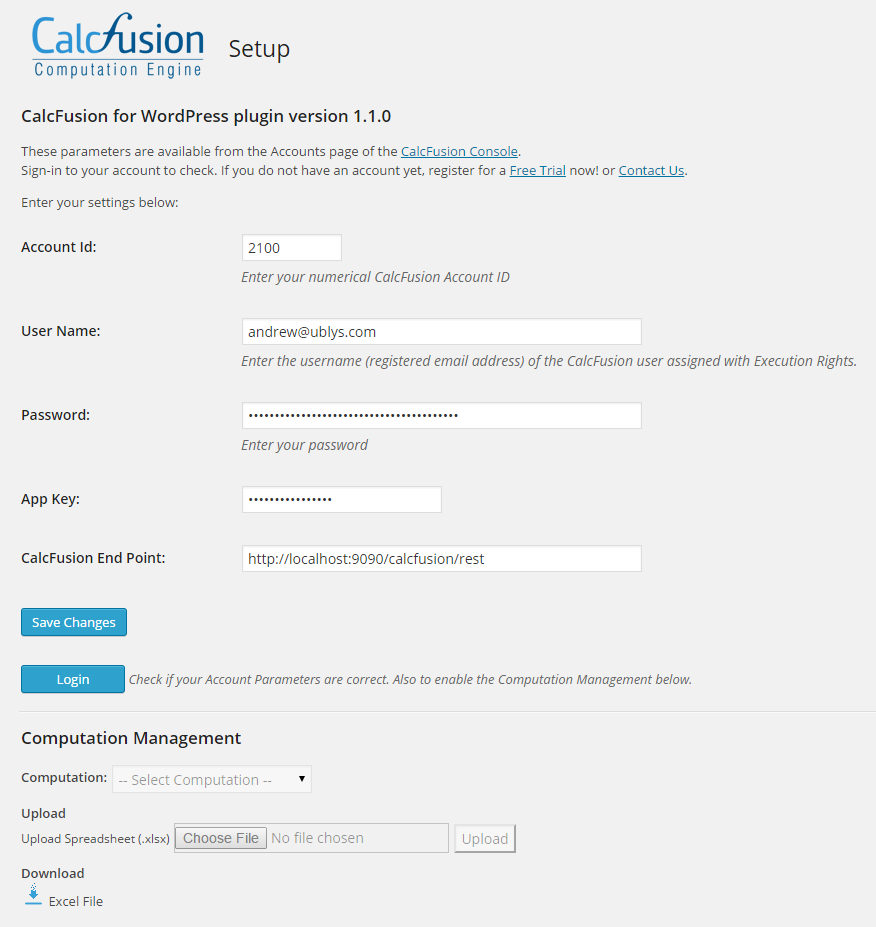 CalcFusion
Computation Engine
Setup
CalcFusion for WordPress plugin version 1.1.0
These parameters are available from the Accounts page of the CalcFusion Console.
Sign-in to your account to check. If you do not have an account yet, register for a Free Trial now! or Contact Us.
Enter your settings below:
Account Id: 2100
Enter your numerical CalcFusion Account ID
User Name: andrew@ublys.com
Enter the username (registered email address) of the CalcFusion user assigned with Execution Rights.
Password: ••••••••••••••••••••••••••••••••••••••••
Enter your password
App Key: ••••••••••••••••
CalcFusion End Point: http://localhost:9090/calcfusion/rest
Save Changes
Login Check if your Account Parameters are correct. Also to enable the Computation Management below.
Computation Management
Computation: -- Select Computation --
Upload
Upload Spreadsheet (.xlsx) Choose File No file chosen Upload
Download
Excel File